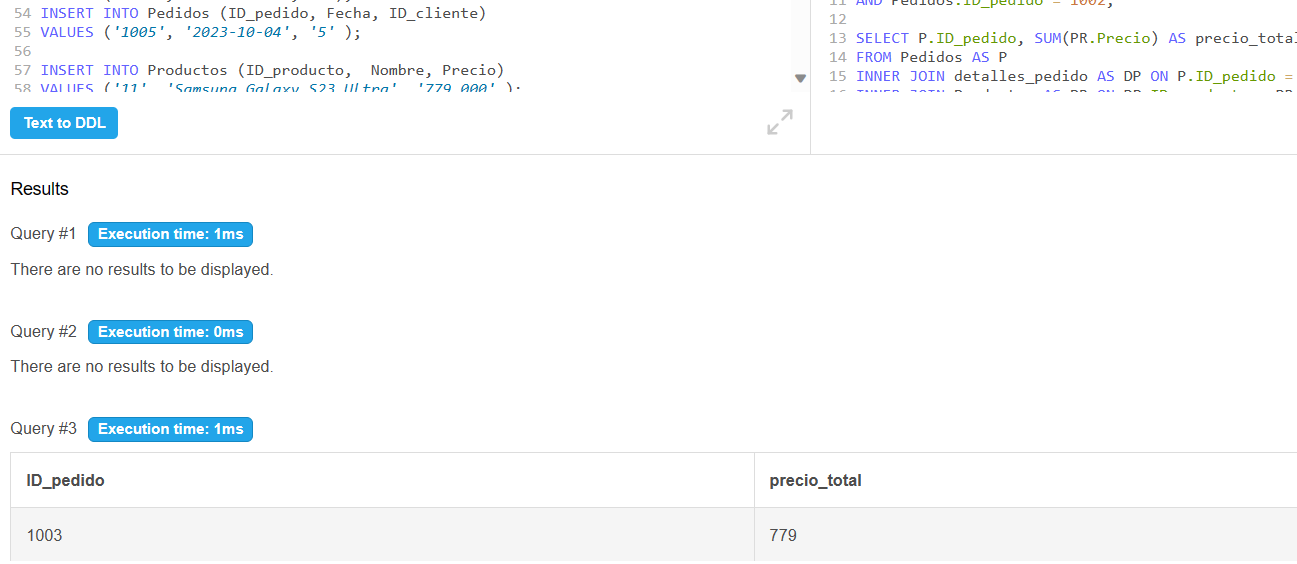 54 INSERT INTO Pedidos (ID_pedido, Fecha, ID_cliente)
55 VALUES ('1005', '2023-10-04', '5' );
56
57 INSERT INTO Productos (ID_producto,  Nombre, Precio)
58 VALUES ('11', 'Samsung Galaxy S23 Ultra', '779.000' );
11 AND Pedidos.ID_pedido = 1002;
12
13 SELECT P.ID_pedido, SUM(PR.Precio) AS precio_total
14 FROM Pedidos AS P
15 INNER JOIN detalles_pedido AS DP ON P.ID_pedido =
Text to DDL
Results
Query #1 Execution time: 1ms
There are no results to be displayed.
Query #2 Execution time: 0ms
There are no results to be displayed.
Query #3 Execution time: 1ms
ID_pedido precio_total
1003 779